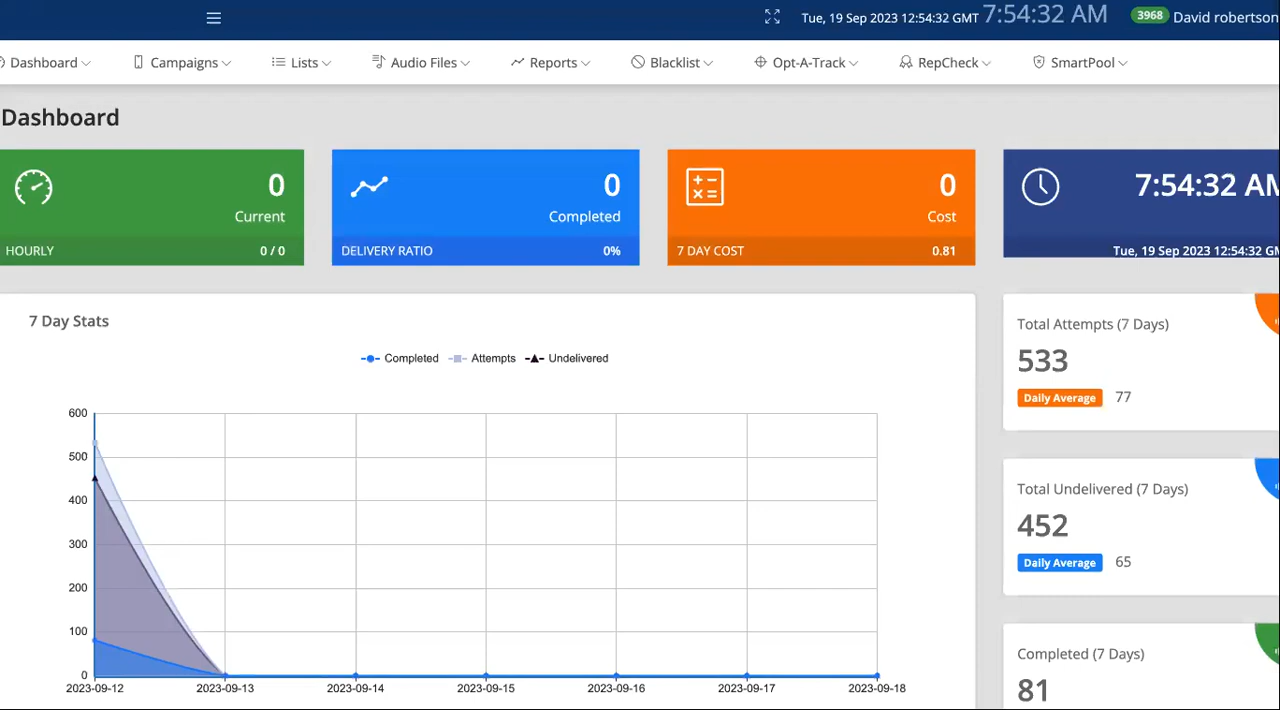 Tue, 19 Sep 2023 12:54:32 GMT 7:54:32 AM 3968 David robertson
Dashboard Campaigns Lists Audio Files Reports Blacklist Opt-A-Track RepCheck SmartPool
Dashboard
0
Current
HOURLY 0 / 0
0
Completed
DELIVERY RATIO 0%
0
Cost
7 DAY COST 0.81
7:54:32 AM
Tue, 19 Sep 2023 12:54:32 GM
7 Day Stats
Completed Attempts Undelivered
600
500
400
300
200
100
0
2023-09-12 2023-09-13 2023-09-14 2023-09-15 2023-09-16 2023-09-17 2023-09-18
Total Attempts (7 Days)
533
Daily Average 77
Total Undelivered (7 Days)
452
Daily Average 65
Completed (7 Days)
81